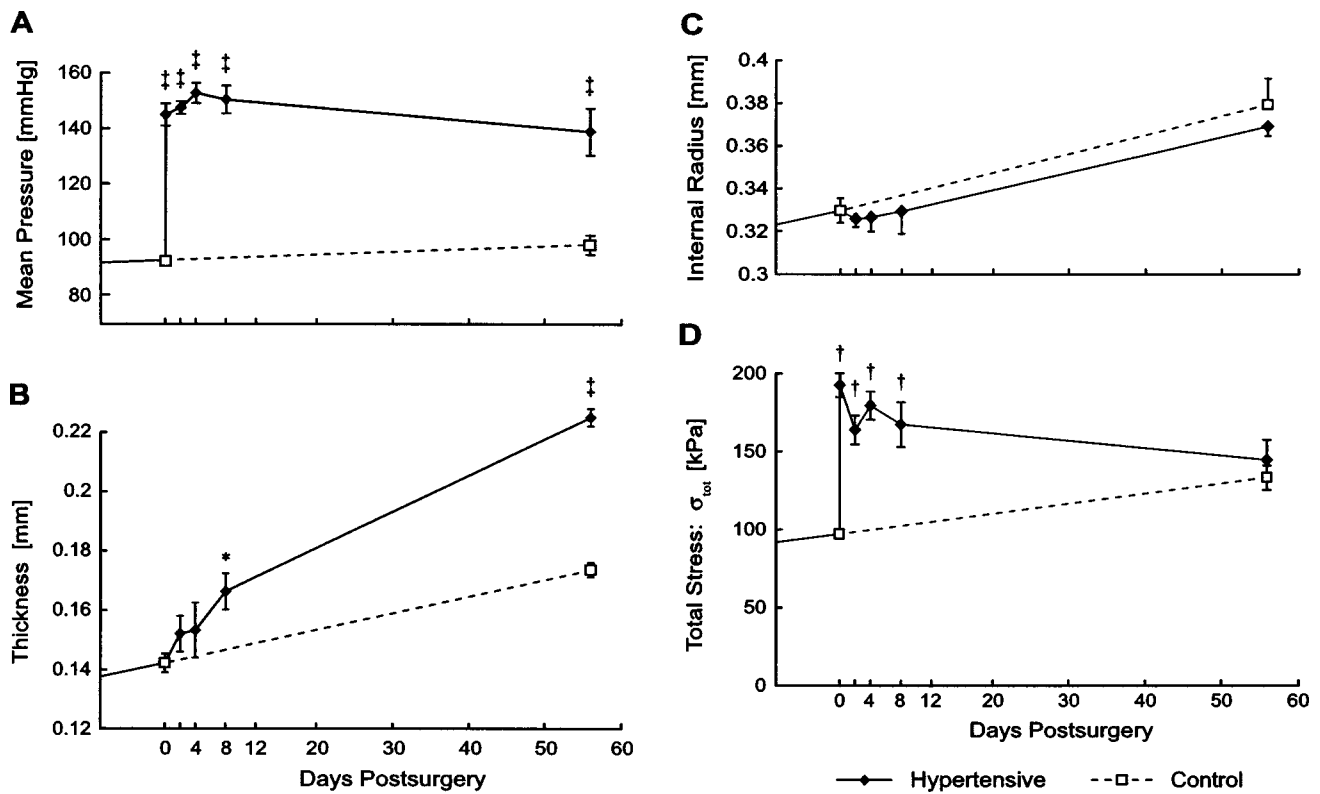 A
Mean Pressure [mmHg]
160
140
120
100
80
‡ ‡ ‡ ‡ ‡
B
Thickness [mm]
0.22
0.2
0.18
0.16
0.14
0.12
* ‡
0 4 8 12 20 30 40 50 60
Days Postsurgery
C
Internal Radius [mm]
0.4
0.38
0.36
0.34
0.32
0.3
D
Total Stress: σtot [kPa]
200
150
100
50
0
† † † †
0 4 8 12 20 30 40 50 60
Days Postsurgery
Hypertensive Control